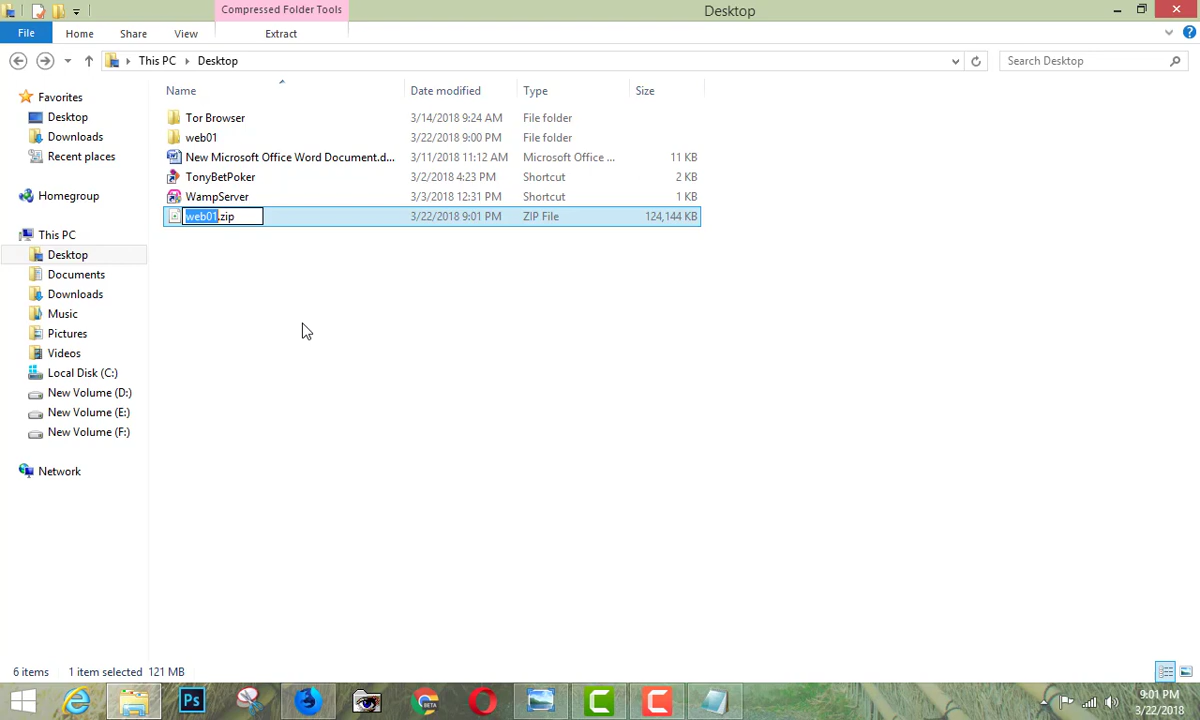 Compressed Folder Tools
Desktop
File
Home
Share
View
Extract
This PC
Desktop
Search Desktop
Name
Date modified
Type
Size
Favorites
Desktop
Downloads
Recent places
Homegroup
This PC
Desktop
Documents
Downloads
Music
Pictures
Videos
Local Disk (C:)
New Volume (D:)
New Volume (E:)
New Volume (F:)
Network
Tor Browser 3/14/2018 9:24 AM File folder
web01 3/22/2018 9:00 PM File folder
New Microsoft Office Word Document.d... 3/11/2018 11:12 AM Microsoft Office ... 11 KB
TonyBetPoker 3/2/2018 4:23 PM Shortcut 2 KB
WampServer 3/3/2018 12:31 PM Shortcut 1 KB
web01.zip 3/22/2018 9:01 PM ZIP File 124,144 KB
6 items 1 item selected 121 MB
Ps
BETA
9:01 PM
3/22/2018